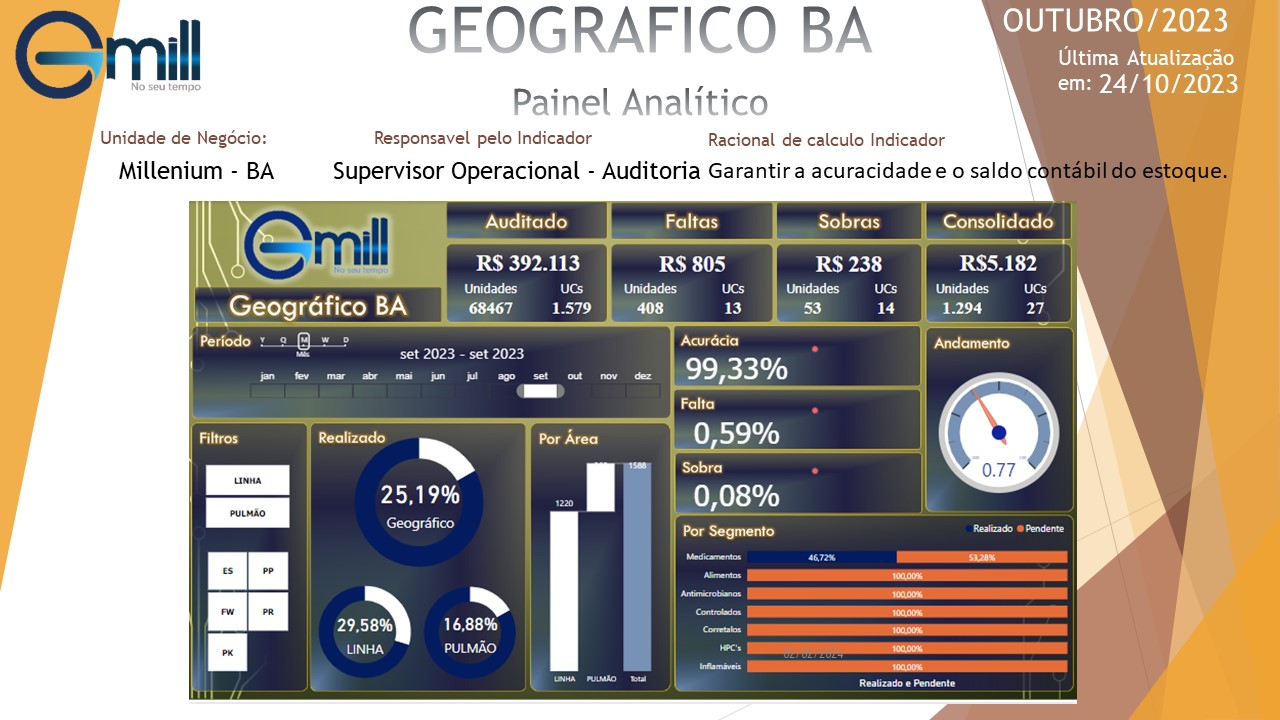 Gmill
No seu tempo
GEOGRAFICO BA
Painel Analítico
OUTUBRO/2023
Última Atualização
em: 24/10/2023
Unidade de Negócio:
Responsavel pelo Indicador
Racional de calculo Indicador
Millenium - BA
Supervisor Operacional - Auditoria
Garantir a acuracidade e o saldo contábil do estoque.
Gmill
No seu tempo
Geográfico BA
Auditado
Faltas
Sobras
Consolidado
R$ 392.113
R$ 805
R$ 238
R$5.182
Unidades UCs
Unidades UCs
Unidades UCs
Unidades UCs
68467 1.579
408 13
53 14
1.294 27
Período
Y Q M W D
Mês
set 2023 - set 2023
jan fev mar abr mai jun jul ago set out nov dez
Acurácia
99,33%
Falta
0,59%
Sobra
0,08%
Andamento
0.77
Filtros
LINHA
PULMÃO
ES PP
FW PR
PK
Realizado
25,19%
Geográfico
29,58%
LINHA
16,88%
PULMÃO
Por Área
1588
1220
LINHA PULMÃO Total
Por Segmento
Realizado Pendente
Medicamentos 46,72% 53,28%
Alimentos 100,00%
Antimicrobianos 100,00%
Controlados 100,00%
Corretalos 100,00%
HPC's 100,00%
02/02/2024
Inflamáveis 100,00%
Realizado e Pendente